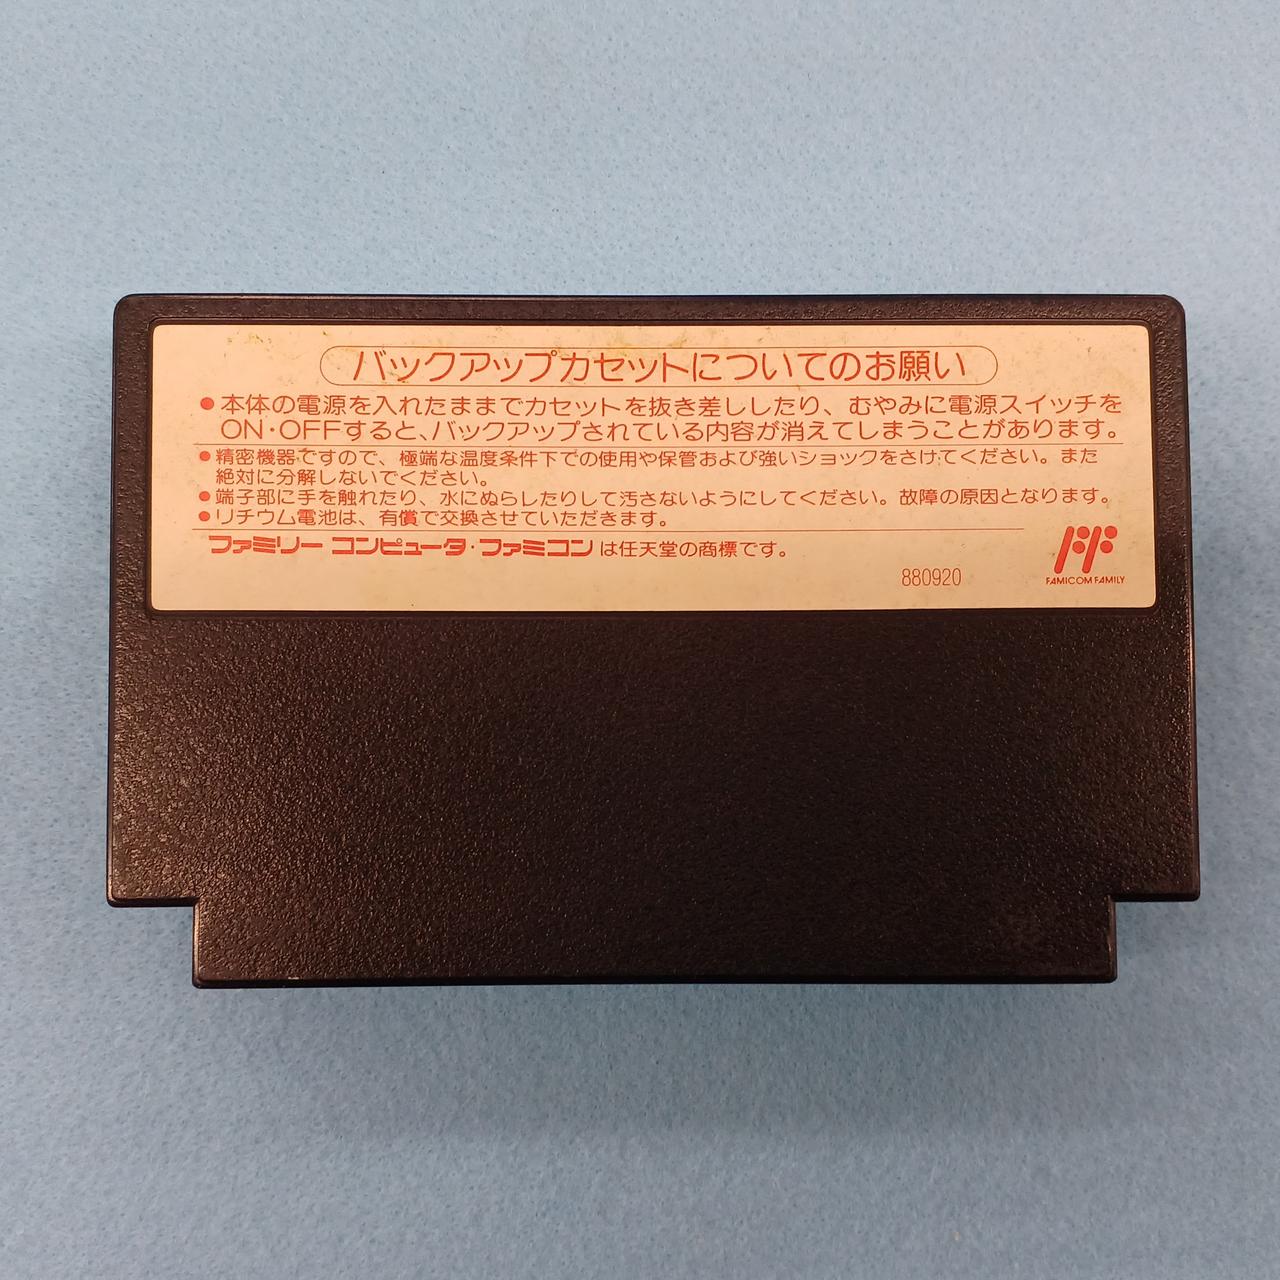 バックアップカセットについてのお願い
●本体の電源を入れたままでカセットを抜き差ししたり、むやみに電源スイッチを
ON・OFFすると、バックアップされている内容が消えてしまうことがあります。
●精密機器ですので、極端な温度条件下での使用や保管および強いショックをさけてください。また
絶対に分解しないでください。
●端子部に手を触れたり、水にぬらしたりして汚さないようにしてください。故障の原因となります。
●リチウム電池は、有償で交換させていただきます。
ファミリーコンピュータ・ファミコンは任天堂の商標です。
880920
FF
FAMICOM FAMILY